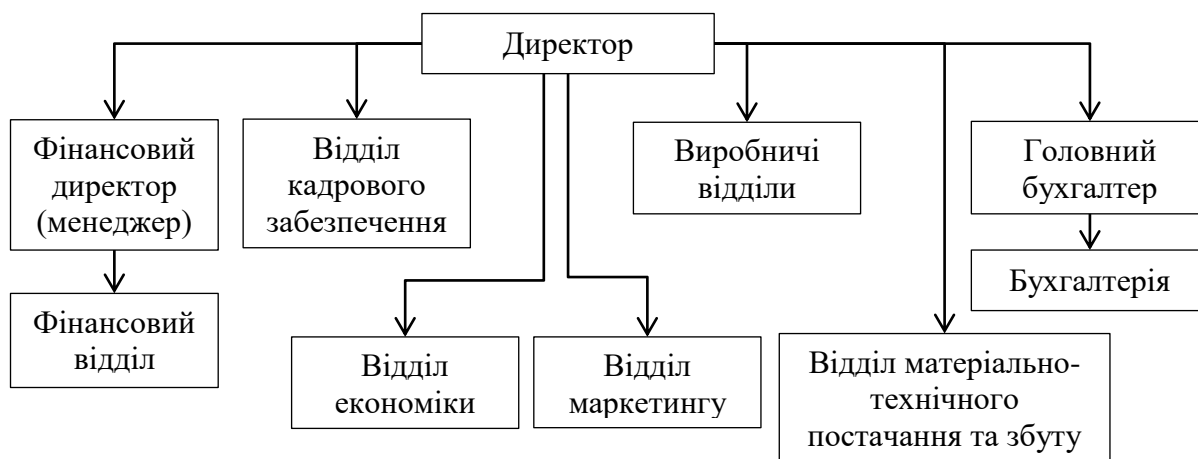 Директор
Фінансовий
директор
(менеджер)
Відділ
кадрового
забезпечення
Виробничі
відділи
Головний
бухгалтер
Бухгалтерія
Фінансовий
відділ
Відділ
економіки
Відділ
маркетингу
Відділ матеріально-
технічного
постачання та збуту